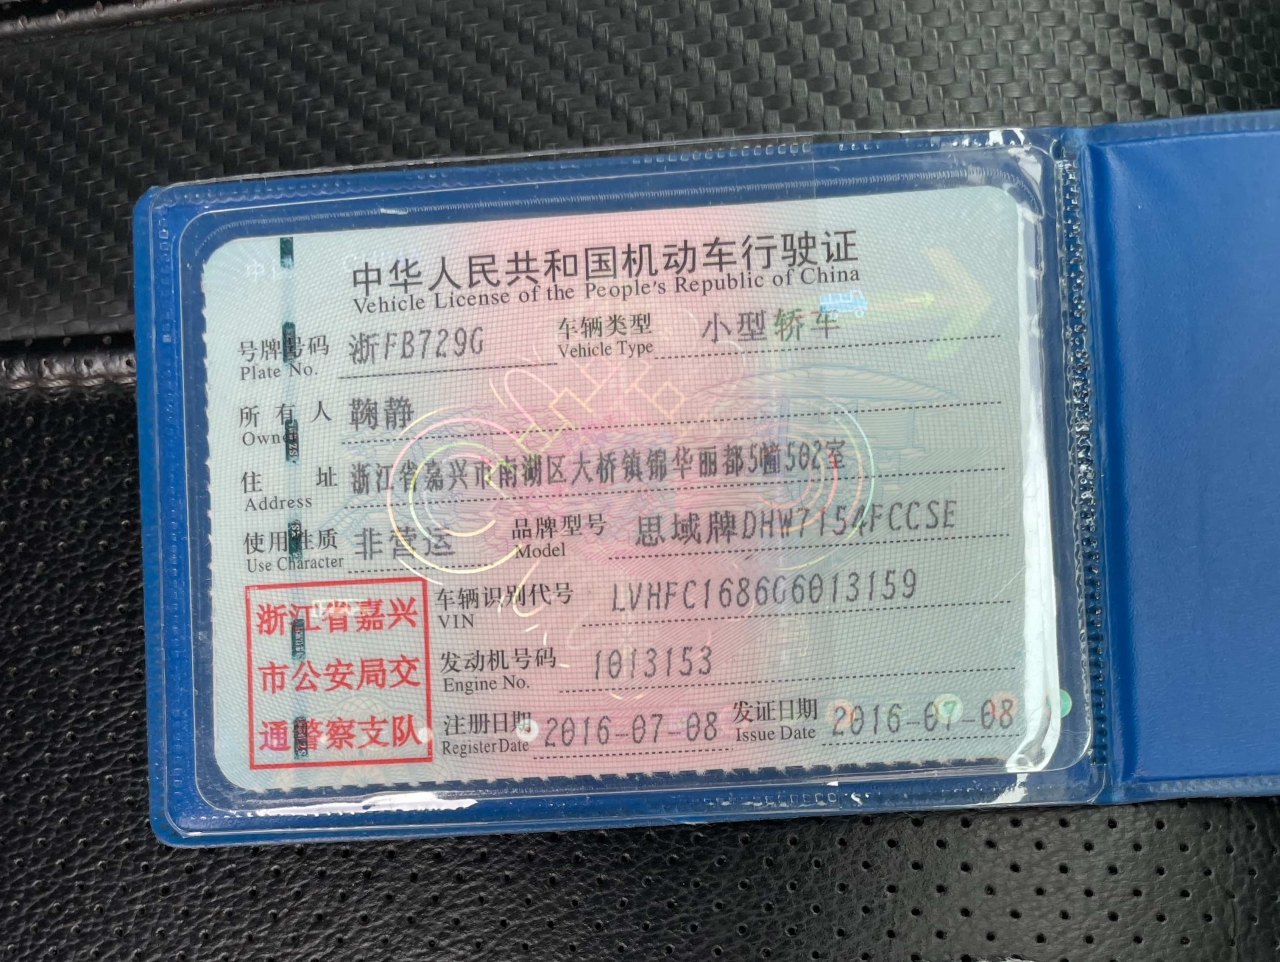 中华人民共和国机动车行驶证
Vehicle License of the People's Republic of China
号牌号码 浙FB729G 车辆类型 小型轿车
Plate No. Vehicle Type
所有人 鞠静
Owner
住址 浙江省嘉兴市南湖区大桥镇锦华丽都5幢502室
Address
使用性质 非营运 品牌型号 思域牌DHW7154FCCSE
Use Character Model
车辆识别代号 LVHFC1686G6013159
VIN
发动机号码 1013153
Engine No.
注册日期 2016-07-08 发证日期 2016-07-08
Register Date Issue Date
浙江省嘉兴
市公安局交
通警察支队